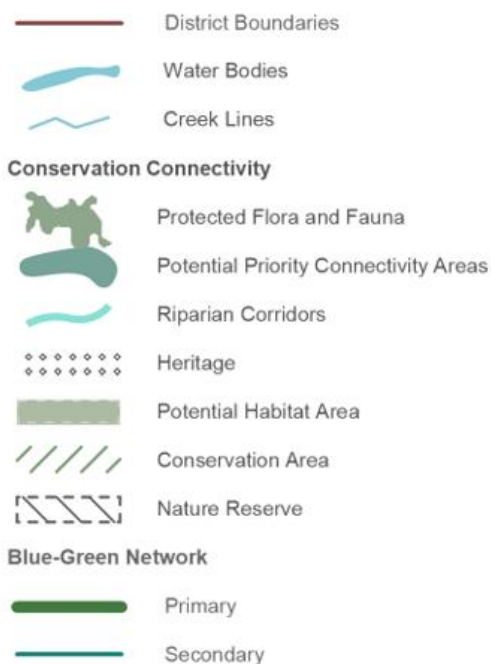 District Boundaries
Water Bodies
Creek Lines
Conservation Connectivity
Protected Flora and Fauna
Potential Priority Connectivity Areas
Riparian Corridors
Heritage
Potential Habitat Area
Conservation Area
Nature Reserve
Blue-Green Network
Primary
Secondary